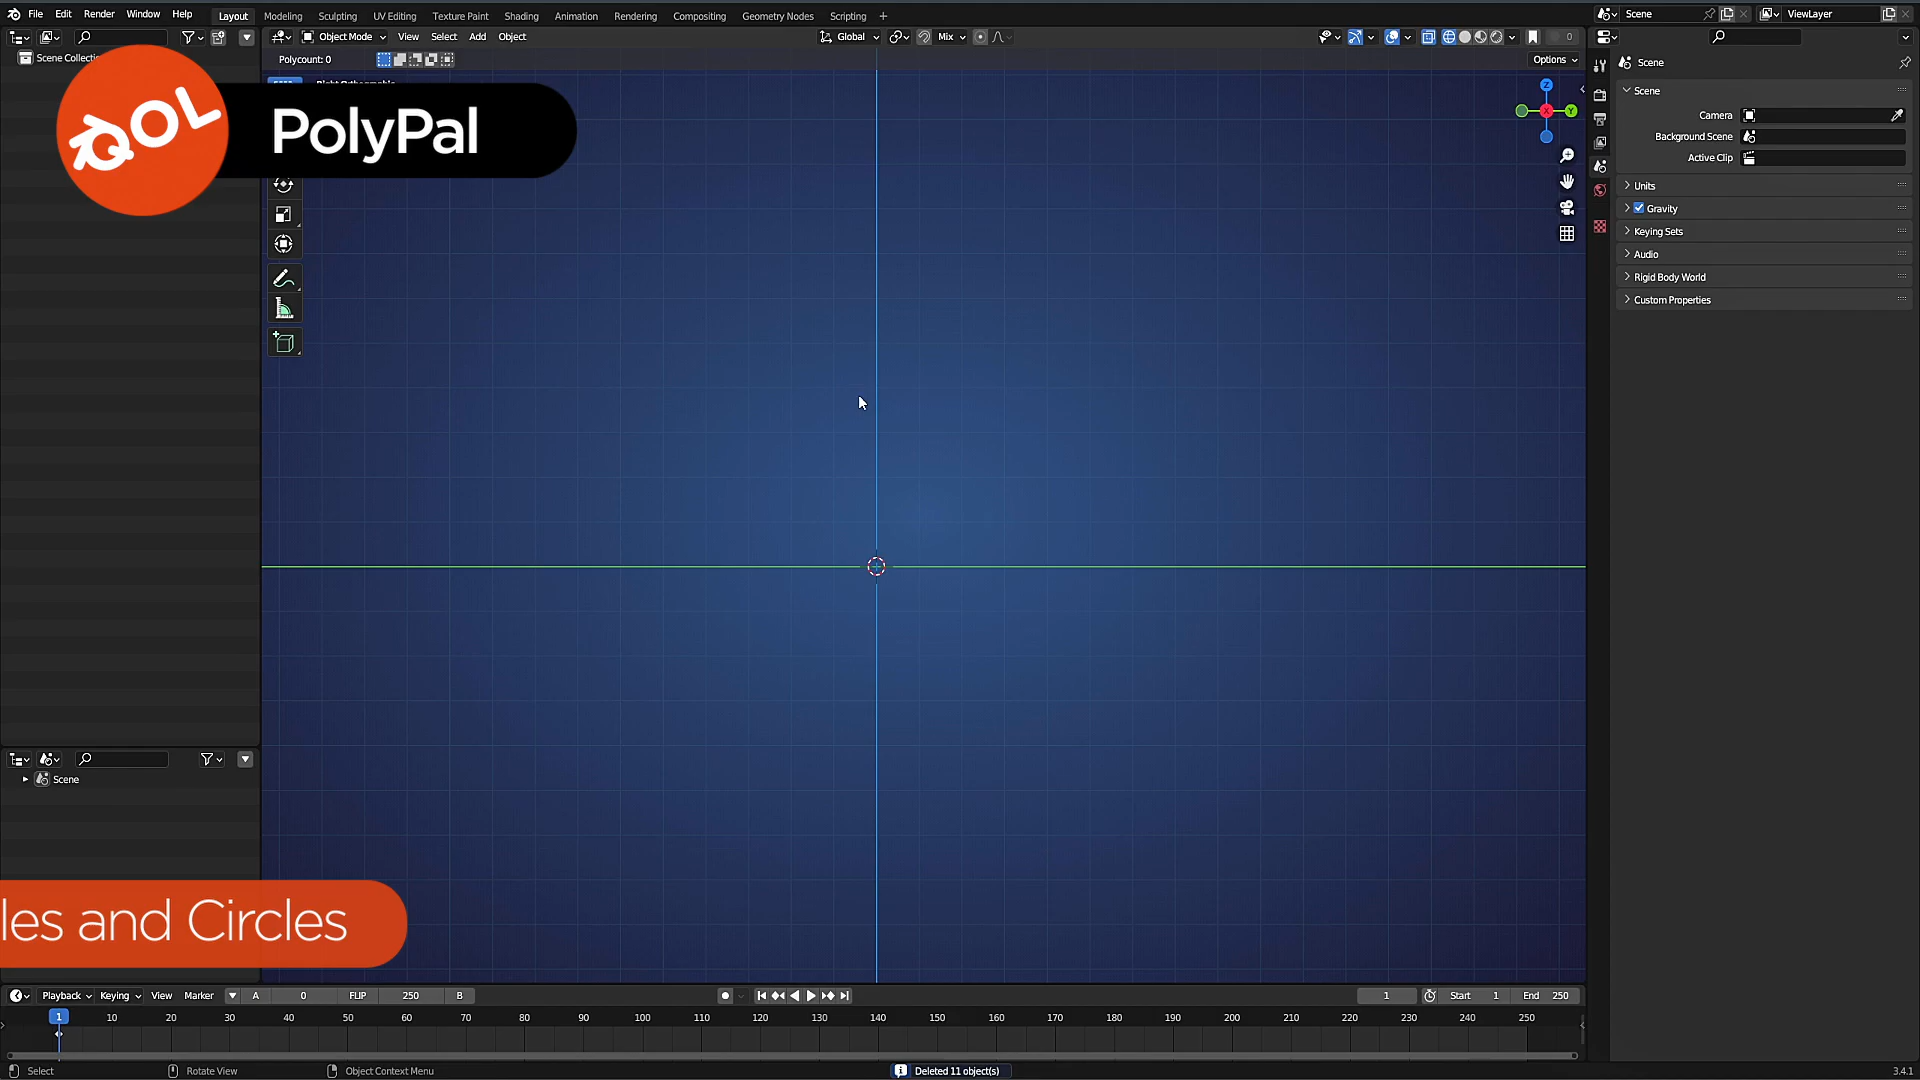 File Edit Render Window Help Layout Modeling Sculpting UV Editing Texture Paint Shading Animation Rendering Compositing Geometry Nodes Scripting + Scene ViewLayer
Object Mode View Select Add Object Global Mix 0
Scene Collectio
Polycount: 0 Options
QOL
PolyPal
Z
X
Y
Scene
Scene
Camera
Background Scene
Active Clip
Units
Gravity
Keying Sets
Audio
Rigid Body World
Custom Properties
Scene
les and Circles
Playback Keying View Marker A 0 FLIP 250 B 1 Start 1 End 250
1 10 20 30 40 50 60 70 80 90 100 110 120 130 140 150 160 170 180 190 200 210 220 230 240 250
Select Rotate View Object Context Menu Deleted 11 object(s) 3.4.1